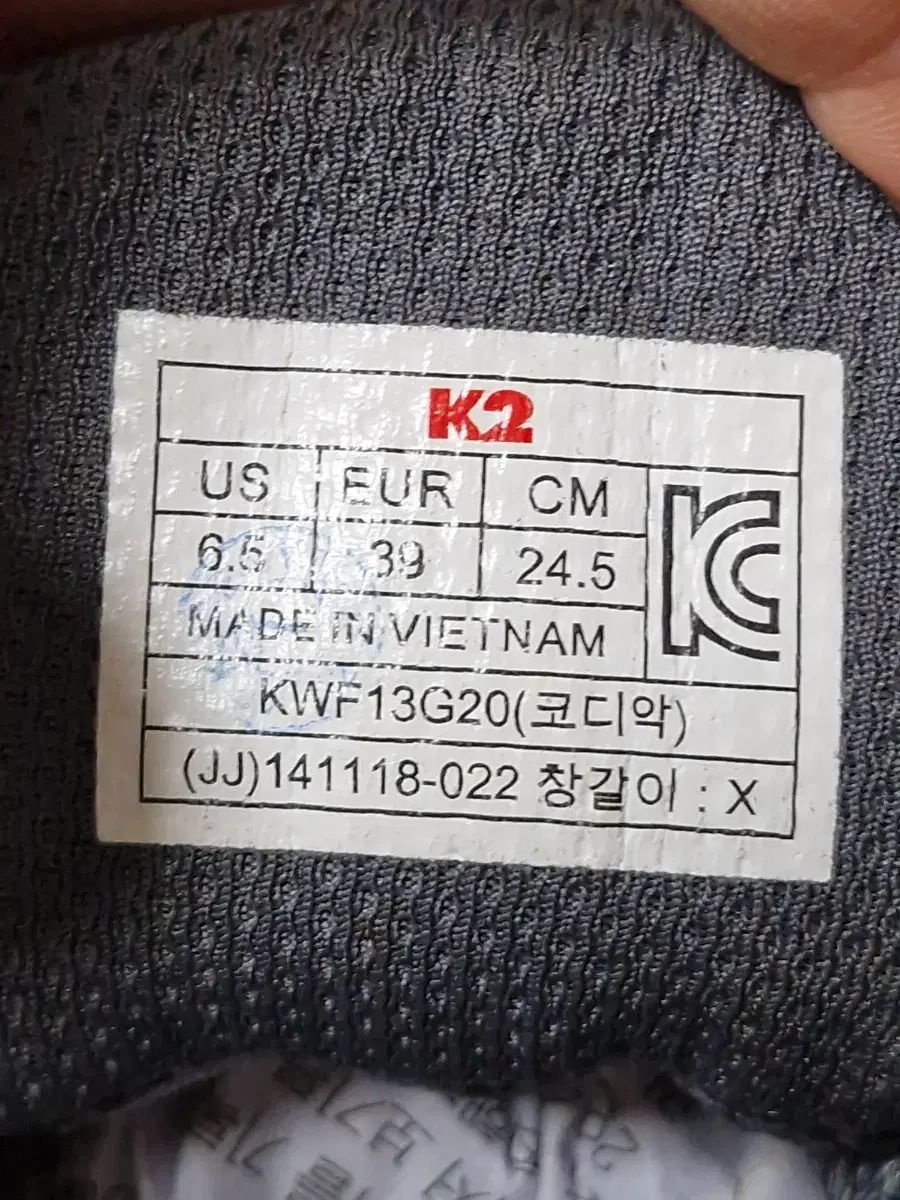 K2
US EUR CM
6.5 39 24.5
MADE IN VIETNAM
KWF13G20(코디악)
(JJ)141118-022 창갈이 : X